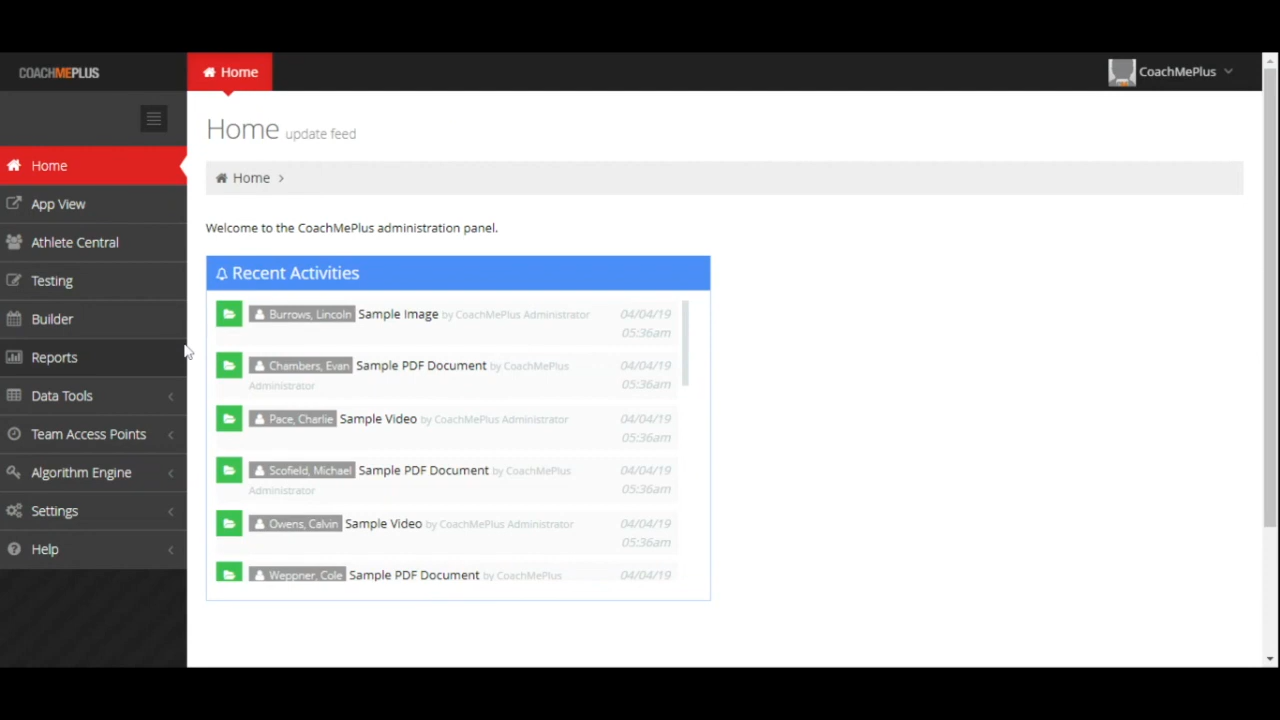 COACHMEPLUS
Home
CoachMePlus
Home update feed
Home
Home
App View
Athlete Central
Testing
Builder
Reports
Data Tools
Team Access Points
Algorithm Engine
Settings
Help
Welcome to the CoachMePlus administration panel.
Recent Activities
Burrows, Lincoln Sample Image by CoachMePlus Administrator 04/04/19
05:36am
Chambers, Evan Sample PDF Document by CoachMePlus 04/04/19
Administrator 05:36am
Pace, Charlie Sample Video by CoachMePlus Administrator 04/04/19
05:36am
Scofield, Michael Sample PDF Document by CoachMePlus 04/04/19
Administrator 05:36am
Owens, Calvin Sample Video by CoachMePlus Administrator 04/04/19
05:36am
Weppner, Cole Sample PDF Document by CoachMePlus 04/04/19